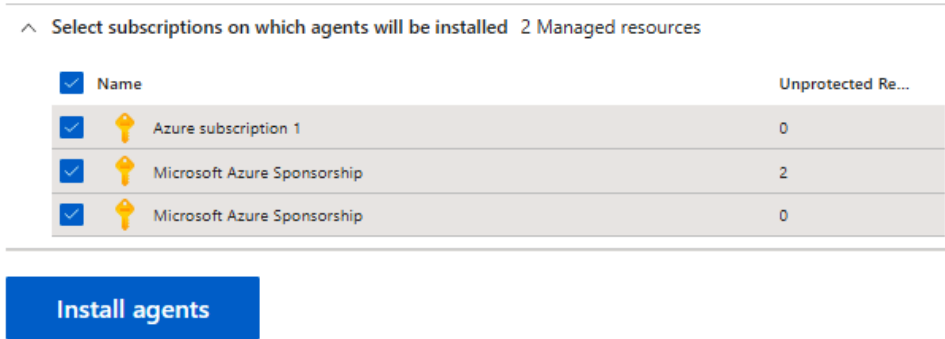 Select subscriptions on which agents will be installed 2 Managed resources
Name Unprotected Re...
Azure subscription 1 0
Microsoft Azure Sponsorship 2
Microsoft Azure Sponsorship 0
Install agents